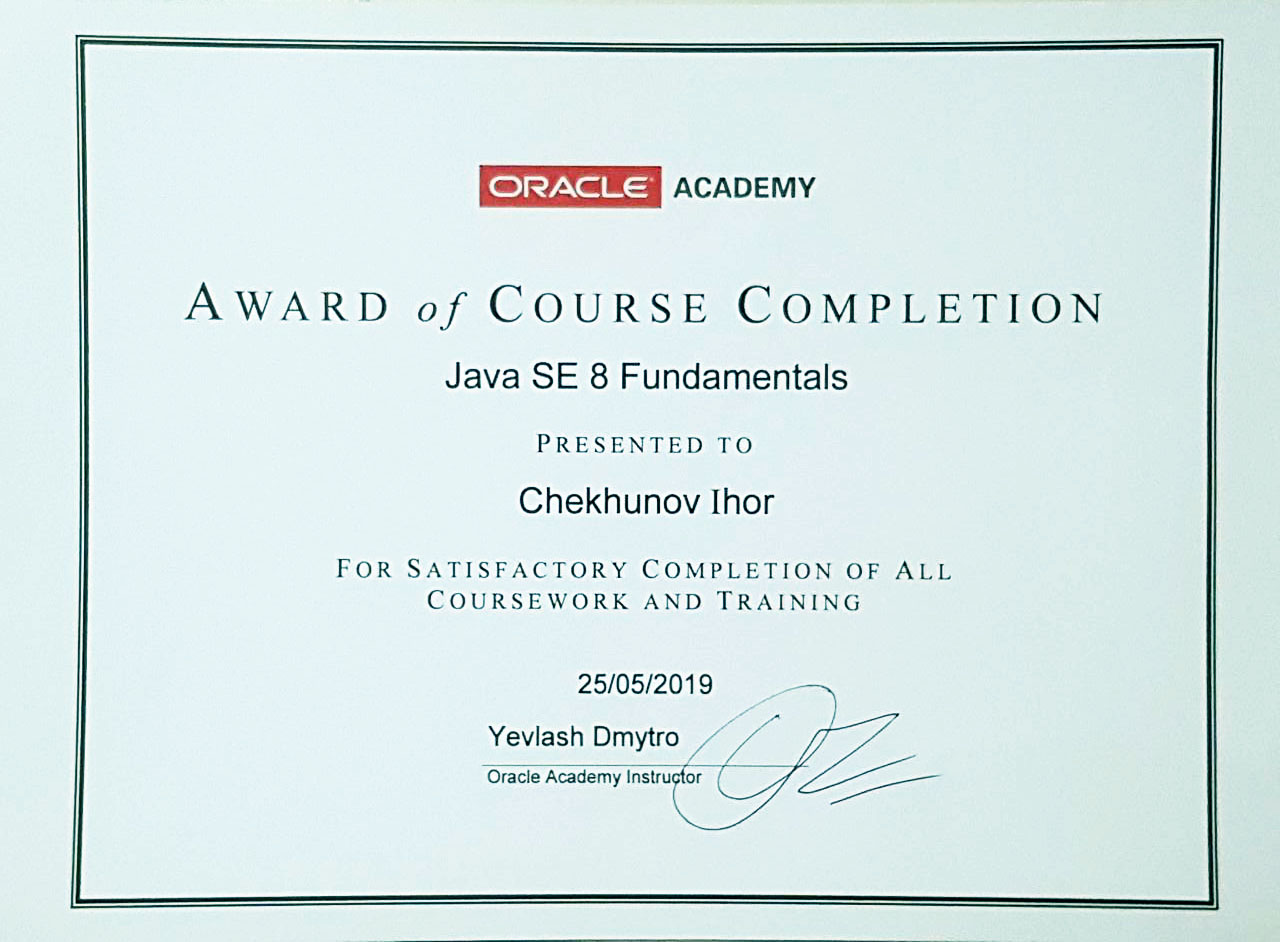 ORACLE ACADEMY
AWARD of COURSE COMPLETION
Java SE 8 Fundamentals
PRESENTED TO
Chekhunov Ihor
FOR SATISFACTORY COMPLETION OF ALL
COURSEWORK AND TRAINING
25/05/2019
Yevlash Dmytro
Oracle Academy Instructor